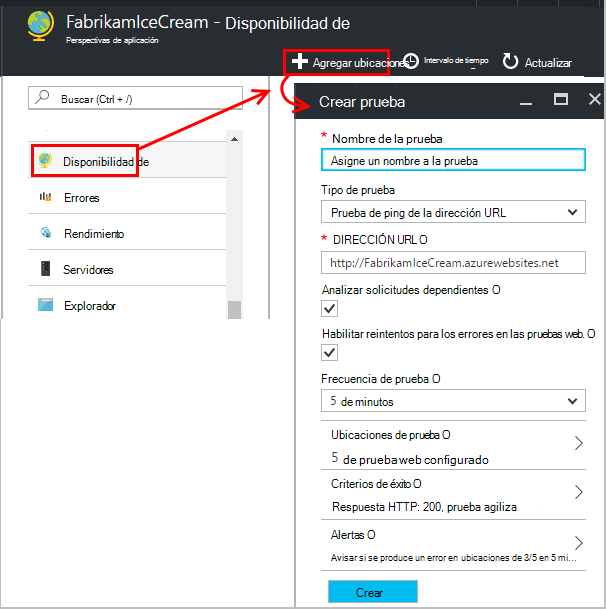 FabrikamIceCream - Disponibilidad de
Perspectivas de aplicación
Agregar ubicaciones
Intervalo de tiempo
Actualizar
Buscar (Ctrl + /)
Disponibilidad de
Errores
Rendimiento
Servidores
Explorador
Crear prueba
* Nombre de la prueba
Asigne un nombre a la prueba
Tipo de prueba
Prueba de ping de la dirección URL
* DIRECCIÓN URL O
http://FabrikamIceCream.azurewebsites.net
Analizar solicitudes dependientes O
Habilitar reintentos para los errores en las pruebas web. O
Frecuencia de prueba O
5 de minutos
Ubicaciones de prueba O
5 de prueba web configurado
Criterios de éxito O
Respuesta HTTP: 200, prueba agiliza
Alertas O
Avisar si se produce un error en ubicaciones de 3/5 en 5 mi...
Crear